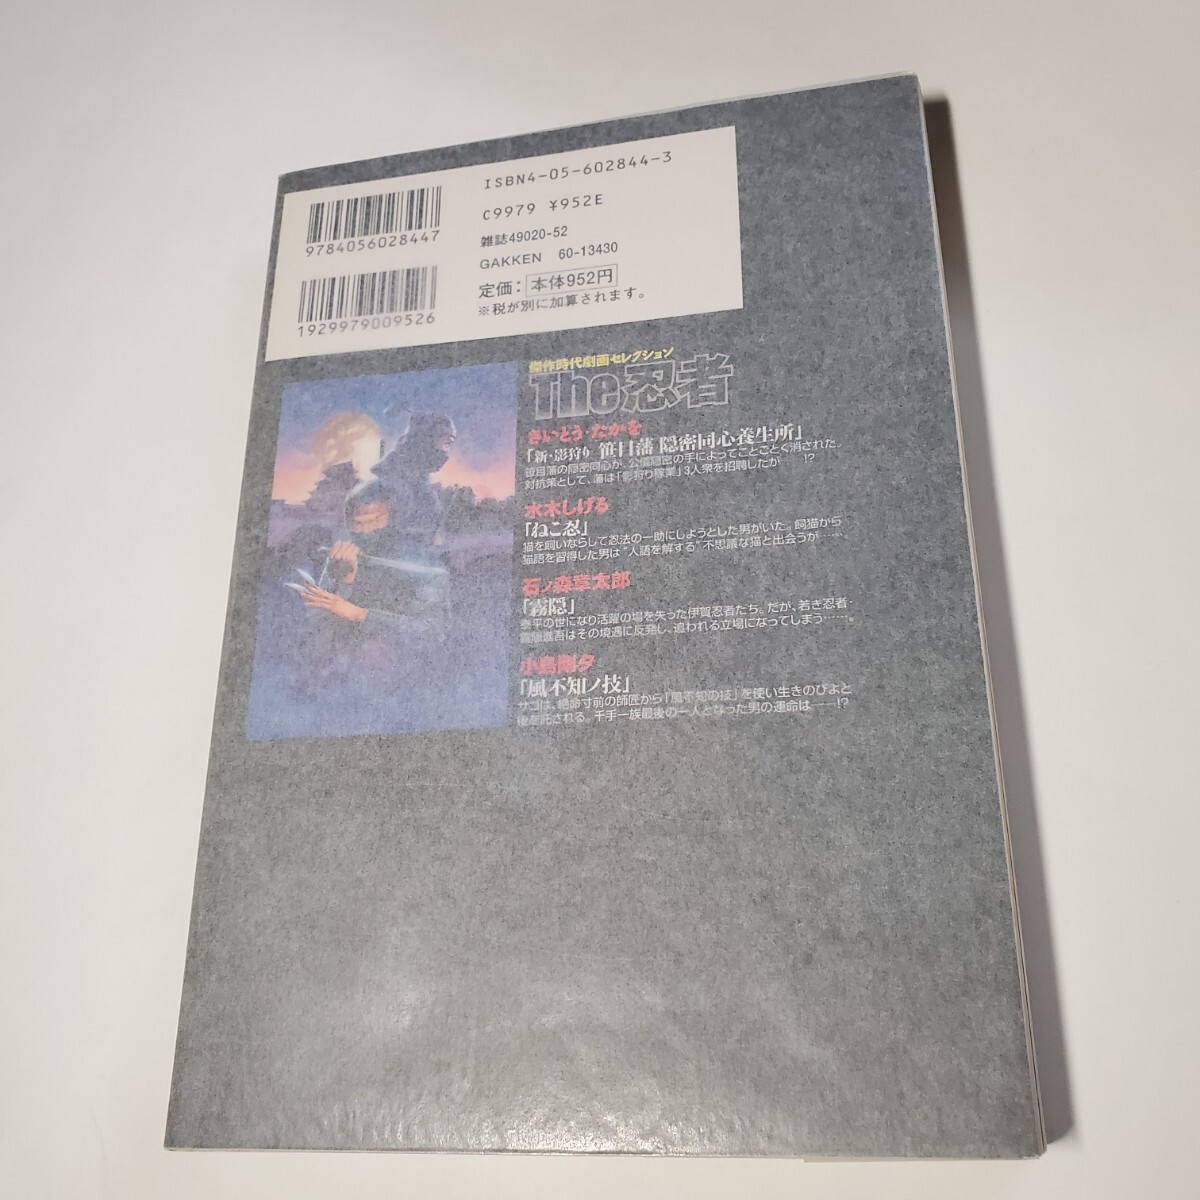 ISBN4-05-602844-3
C9979 ¥952E
雑誌49020-52
GAKKEN 60-13430
定価:本体952円
※税が別に加算されます。
9784056028447
1929979009526
傑作時代劇画セレクション
The忍者
さいとう・たかを
「新・影狩り 笹目藩 隠密同心養生所」
笹目藩の隠密同心が、公儀隠密の手によってことごとく消された。
対抗策として、藩は「影狩り稼業」3人衆を招聘したが──!?
水木しげる
「ねこ忍」
猫を飼いならして忍法の一助にしようとした男がいた。飼猫から
猫語を習得した男は“人語を解する”不思議な猫と出会うが……
石ノ森章太郎
「霧隠」
泰平の世になり活躍の場を失った伊賀忍者たち。だが、若き忍者・
はその境遇に反発し、追われる立場になってしまう……。
小島剛夕
「風不知ノ技」
サゴは、絶命寸前の師匠から「風不知の技」を使い生きのびよと
後を託される。千手一族最後の一人となった男の運命は──!?